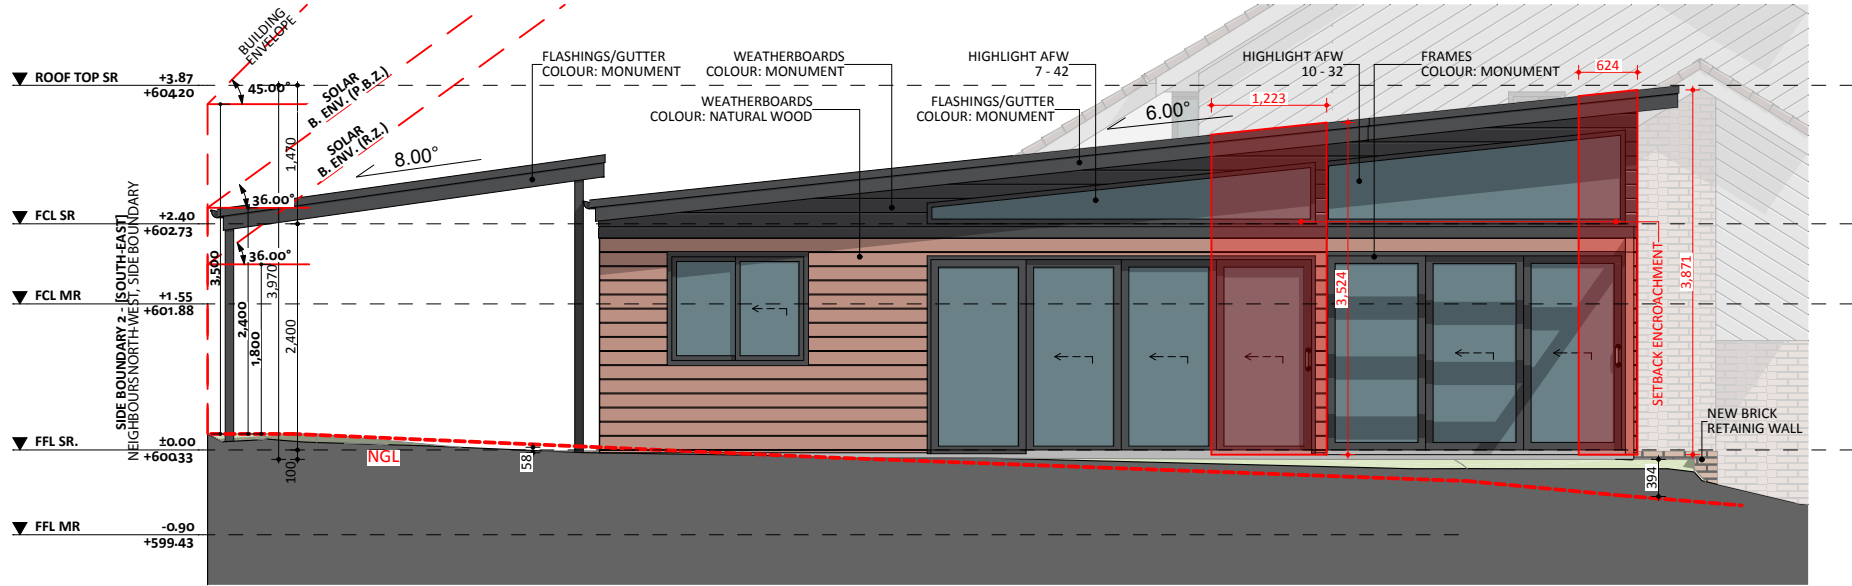 BUILDING
ENVELOPE
SOLAR
B. ENV. (P.B.Z.)
SOLAR
B. ENV. (R.Z.)
ROOF TOP SR +3.87
+604.20
FCL SR +2.40
+602.73
FCL MR +1.55
+601.88
FFL SR. ±0.00
+600.33
FFL MR -0.90
+599.43
SIDE BOUNDARY 2 - [SOUTH-EAST]
NEIGHBOURS NORTH-WEST, SIDE BOUNDARY
45.00°
36.00°
36.00°
8.00°
6.00°
1,470
3,500
2,400
1,800
3,970
2,400
100
58
NGL
FLASHINGS/GUTTER
COLOUR: MONUMENT
WEATHERBOARDS
COLOUR: MONUMENT
WEATHERBOARDS
COLOUR: NATURAL WOOD
HIGHLIGHT AFW
7 - 42
FLASHINGS/GUTTER
COLOUR: MONUMENT
HIGHLIGHT AFW
10 - 32
FRAMES
COLOUR: MONUMENT
1,223
624
3,524
3,871
SETBACK ENCROACHMENT
NEW BRICK
RETAINIG WALL
394